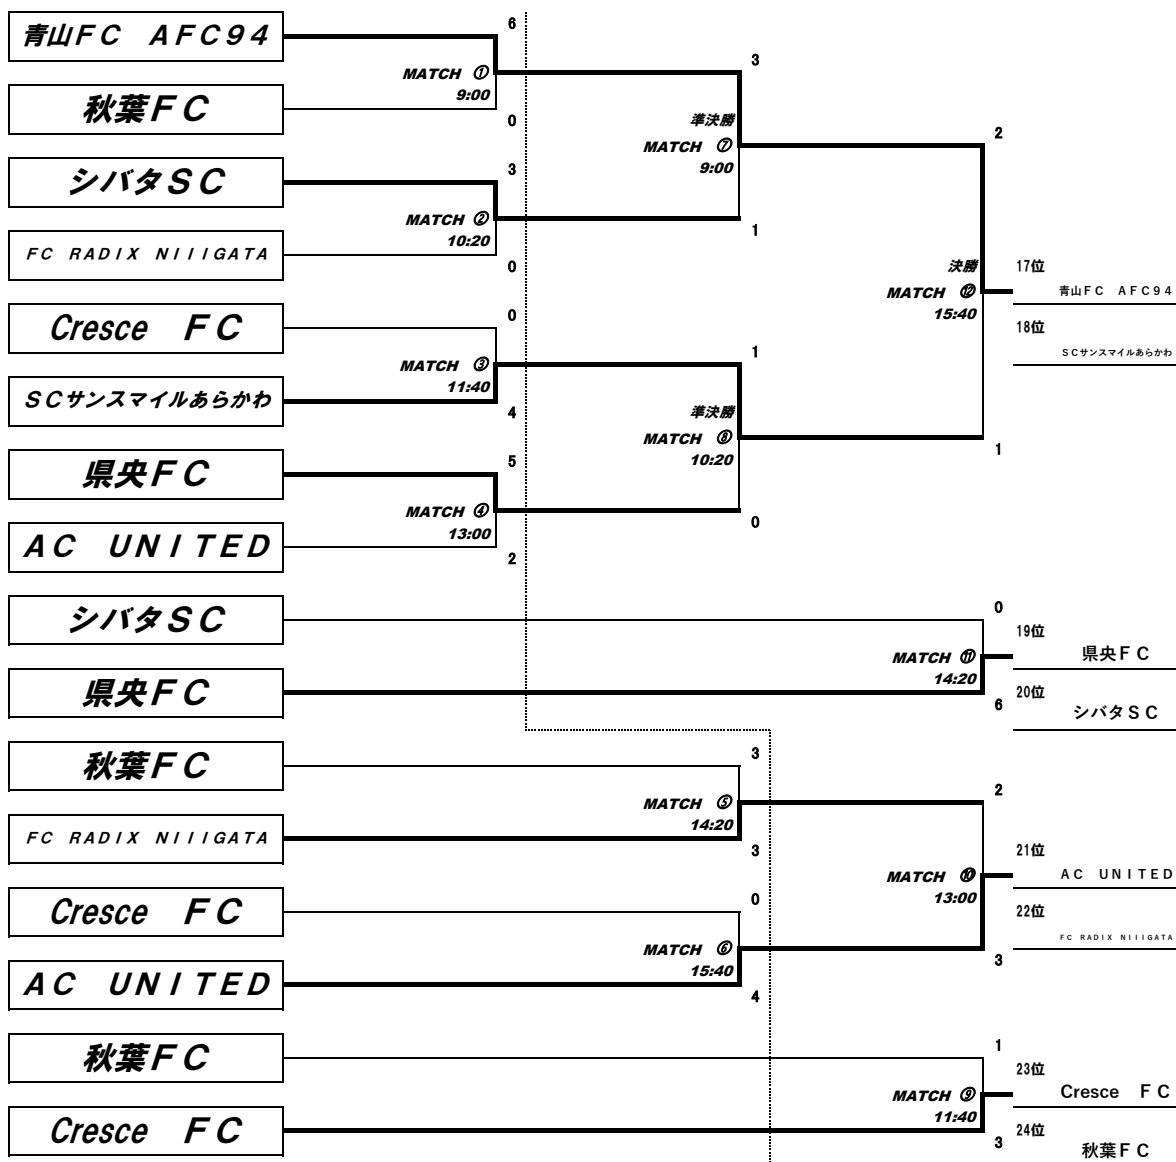 6
青山ＦＣ　ＡＦＣ９４
3
MATCH ①
9:00
秋葉ＦＣ
0
準決勝
MATCH ⑦
9:00
2
シバタＳＣ
3
MATCH ②
10:20
1
ＦＣ ＲＡＤＩＸ ＮＩＩＩＧＡＴＡ
0
決勝
17位
MATCH ⑫
青山ＦＣ　ＡＦＣ９４
15:40
Cresce　ＦＣ
0
18位
1
ＳＣサンスマイルあらかわ
MATCH ③
11:40
ＳＣサンスマイルあらかわ
4
準決勝
MATCH ⑧
10:20
1
県央ＦＣ
5
MATCH ④
13:00
0
ＡＣ　ＵＮＩＴＥＤ
2
シバタＳＣ
0
19位
MATCH ⑪
県央ＦＣ
14:20
県央ＦＣ
6
20位
シバタＳＣ
秋葉ＦＣ
3
MATCH ⑤
14:20
2
ＦＣ ＲＡＤＩＸ ＮＩＩＩＧＡＴＡ
3
21位
MATCH ⑩
ＡＣ　ＵＮＩＴＥＤ
13:00
Cresce　ＦＣ
0
22位
ＦＣ ＲＡＤＩＸ ＮＩＩＩＧＡＴＡ
MATCH ⑥
15:40
3
ＡＣ　ＵＮＩＴＥＤ
4
秋葉ＦＣ
1
23位
MATCH ⑨
Cresce　ＦＣ
11:40
Cresce　ＦＣ
3
24位
秋葉ＦＣ